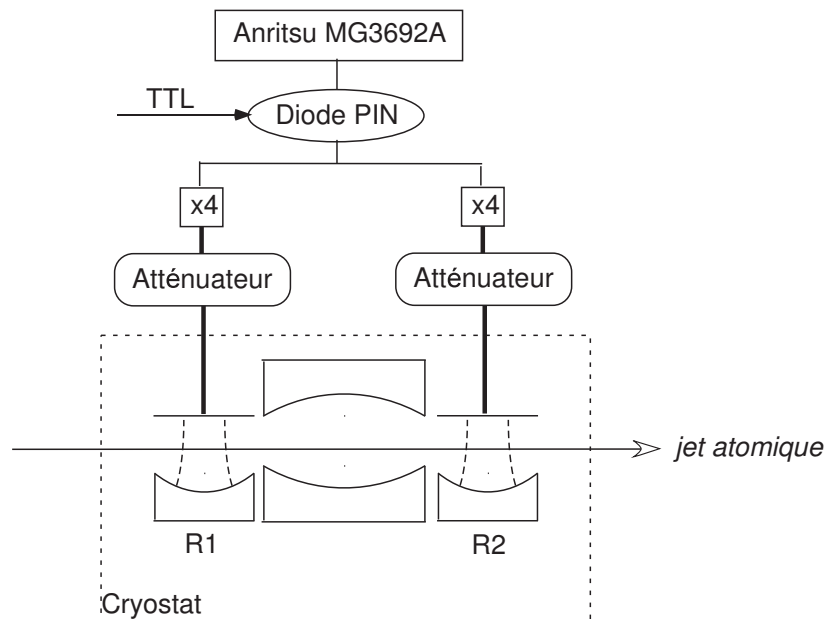 Anritsu MG3692A
TTL
Diode PIN
x4
x4
Atténuateur
Atténuateur
jet atomique
R1
R2
Cryostat